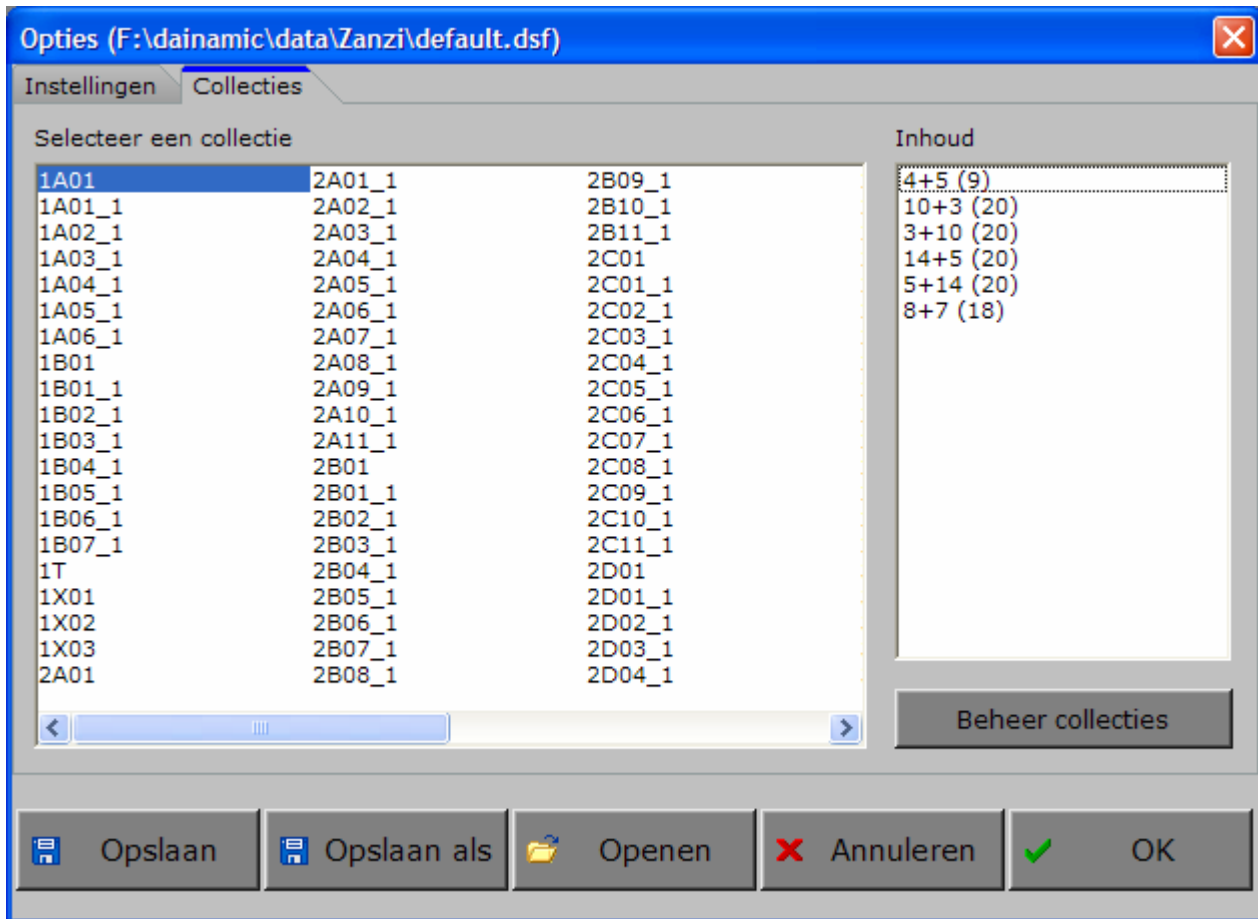 Opties (F:\dainamic\data\Zanzi\default.dsf)
Instellingen Collecties
Selecteer een collectie
1A01
1A01_1
1A02_1
1A03_1
1A04_1
1A05_1
1A06_1
1B01
1B01_1
1B02_1
1B03_1
1B04_1
1B05_1
1B06_1
1B07_1
1T
1X01
1X02
1X03
2A01
2A01_1
2A02_1
2A03_1
2A04_1
2A05_1
2A06_1
2A07_1
2A08_1
2A09_1
2A10_1
2A11_1
2B01
2B01_1
2B02_1
2B03_1
2B04_1
2B05_1
2B06_1
2B07_1
2B08_1
2B09_1
2B10_1
2B11_1
2C01
2C01_1
2C02_1
2C03_1
2C04_1
2C05_1
2C06_1
2C07_1
2C08_1
2C09_1
2C10_1
2C11_1
2D01
2D01_1
2D02_1
2D03_1
2D04_1
Inhoud
4+5 (9)
10+3 (20)
3+10 (20)
14+5 (20)
5+14 (20)
8+7 (18)
Beheer collecties
Opslaan
Opslaan als
Openen
Annuleren
OK